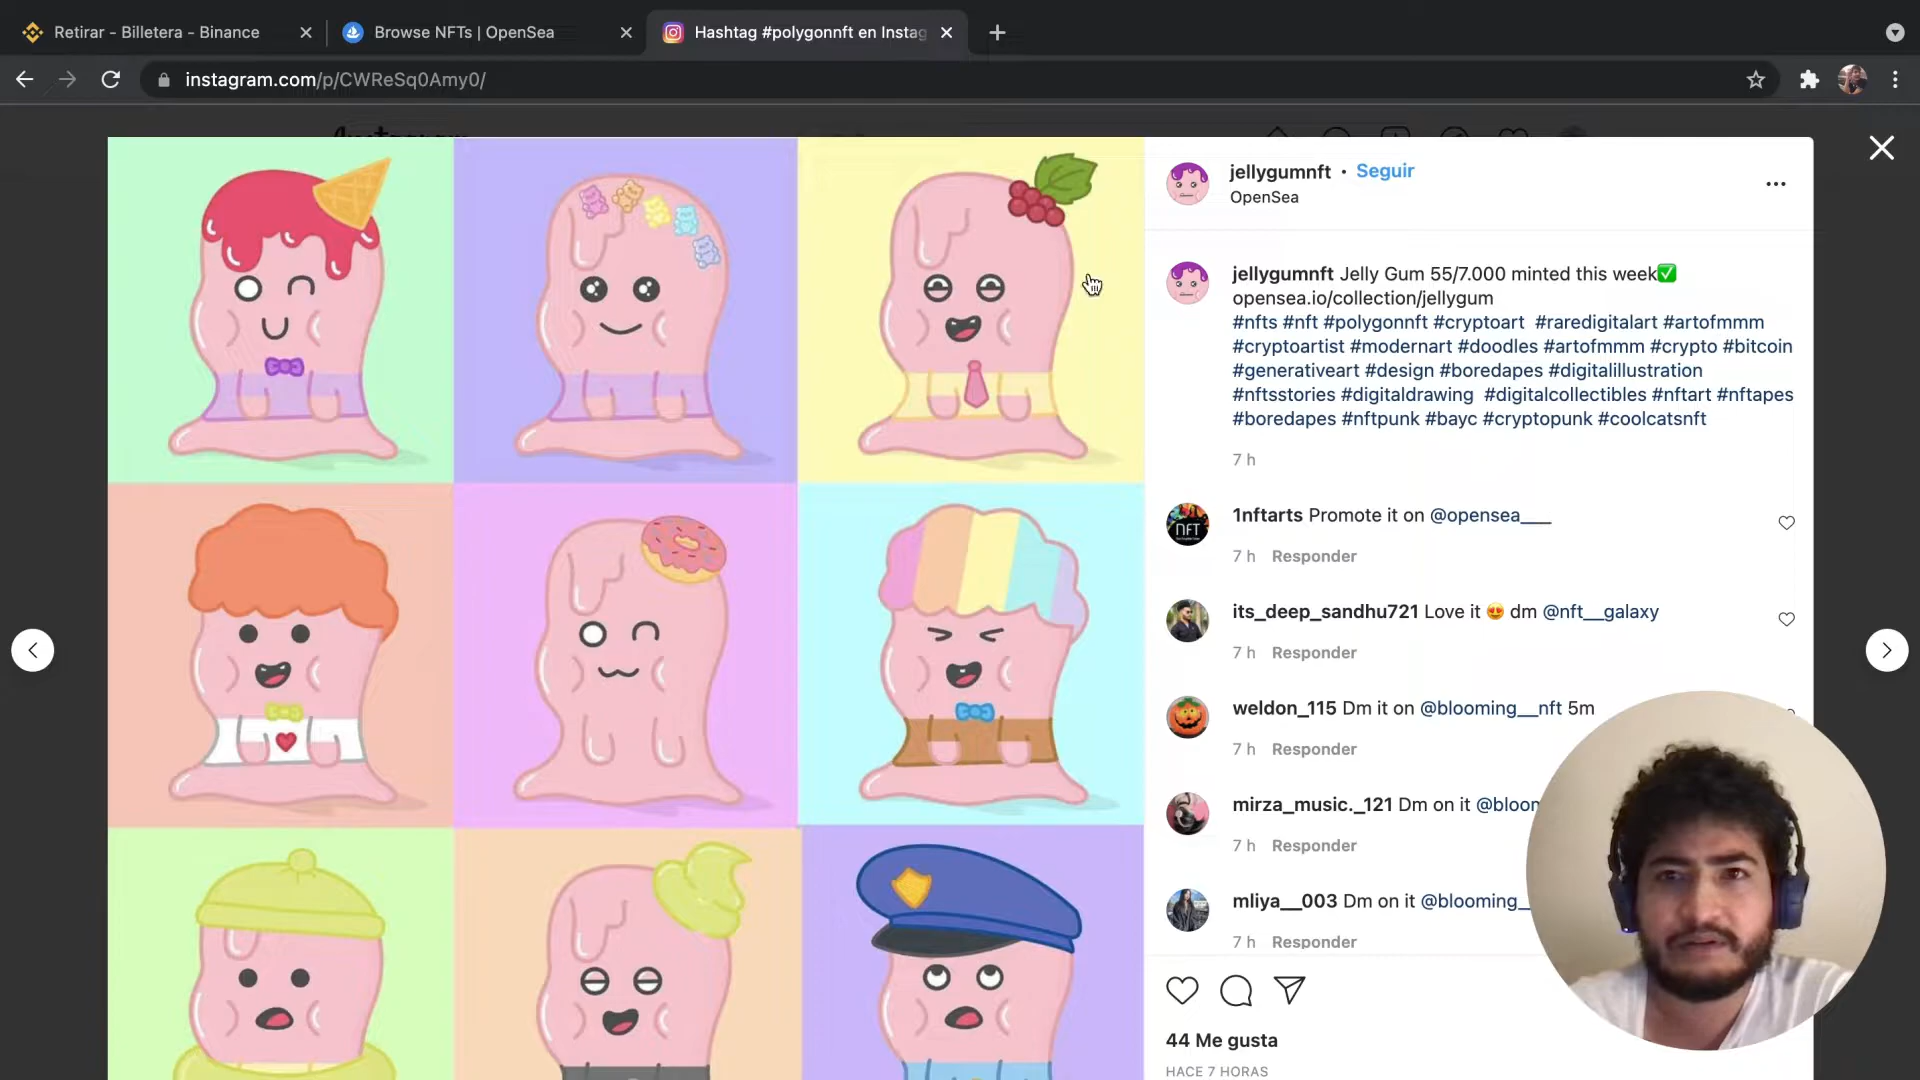 Retirar - Billetera - Binance
Browse NFTs | OpenSea
Hashtag #polygonnft en Instag
instagram.com/p/CWReSq0Amy0/
jellygumnft • Seguir
OpenSea
jellygumnft Jelly Gum 55/7.000 minted this week✅
opensea.io/collection/jellygum
#nfts #nft #polygonnft #cryptoart #raredigitalart #artofmmm
#cryptoartist #modernart #doodles #artofmmm #crypto #bitcoin
#generativeart #design #boredapes #digitalillustration
#nftsstories #digitaldrawing #digitalcollectibles #nftart #nftapes
#boredapes #nftpunk #bayc #cryptopunk #coolcatsnft
7 h
1nftarts Promote it on @opensea___
7 h Responder
NFT
its_deep_sandhu721 Love it 😍 dm @nft__galaxy
7 h Responder
weldon_115 Dm it on @blooming__nft 5m
7 h Responder
mirza_music._121 Dm on it @bloon
7 h Responder
mliya__003 Dm on it @blooming_
7 h Responder
44 Me gusta
HACE 7 HORAS